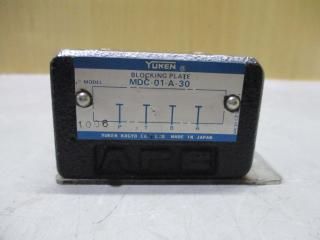 YUKEN
BLOCKING PLATE
MODEL MDC-01-A-30
P T B A
YUKEN KOGYO CO., LTD. MADE IN JAPAN